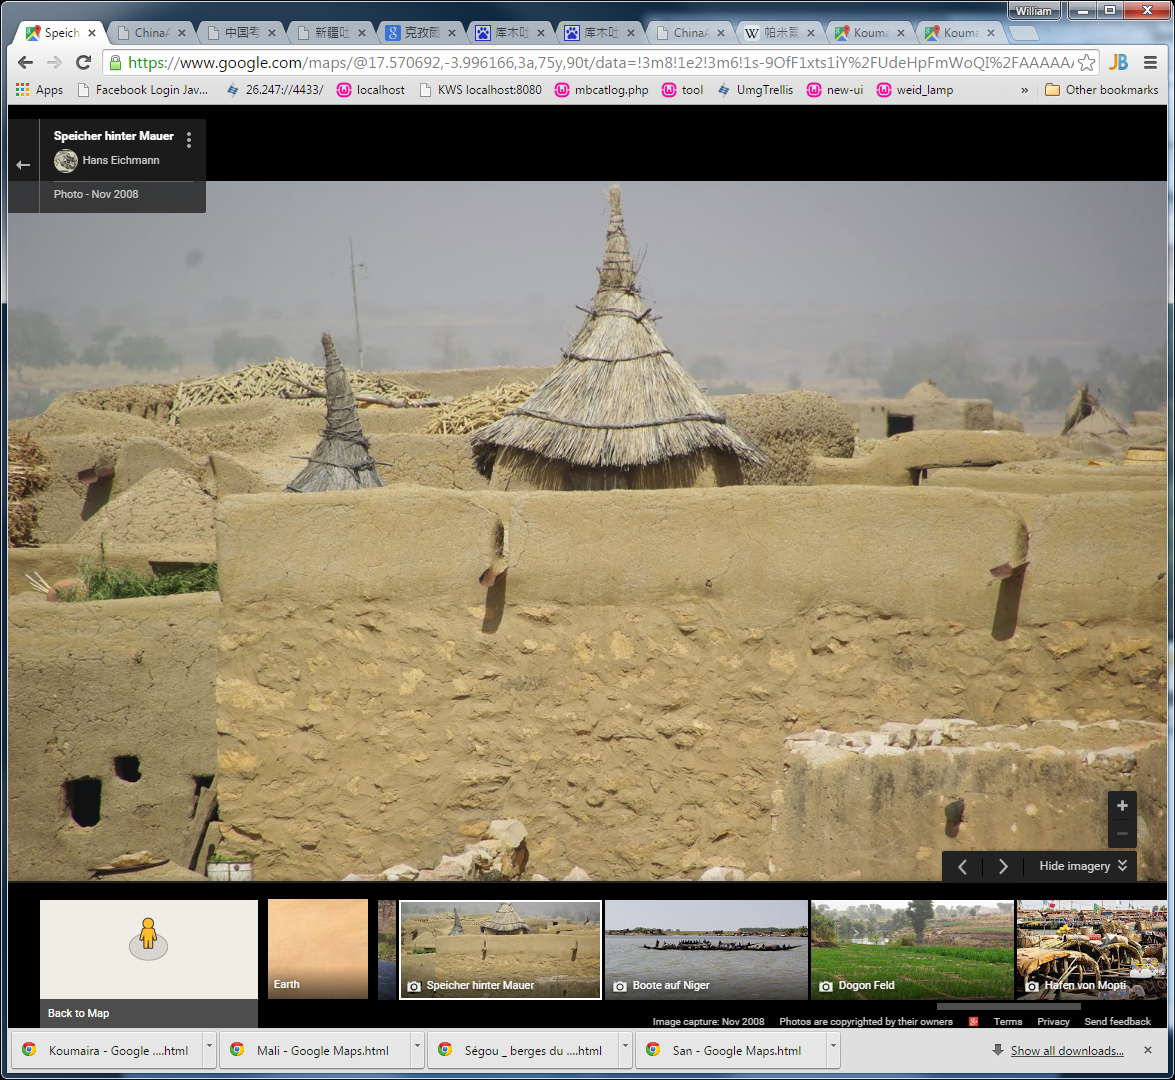 William
Speich
ChinaA
中国考
新疆吐
克孜爾
库木吐
库木吐
ChinaA
帕米爾
Kouma
Kouma
https://www.google.com/maps/@17.570692,-3.996166,3a,75y,90t/data=!3m8!1e2!3m6!1s-9OfF1xts1iY%2FUdeHpFmWoQI%2FAAAAAA
JB
Apps
Facebook Login Jav...
26.247:/4433/
localhost
KWS localhost:8080
mbcatlog.php
tool
UmgTrellis
new-ui
weid_lamp
»
Other bookmarks
Speicher hinter Mauer
Hans Eichmann
Photo - Nov 2008
Hide imagery
Back to Map
Earth
Speicher hinter Mauer
Boote auf Niger
Dogon Feld
Hafen von Mopti
Image capture: Nov 2008
Photos are copyrighted by their owners
Terms
Privacy
Send feedback
Koumaira - Google ....html
Mali - Google Maps.html
Ségou _ berges du ....html
San - Google Maps.html
Show all downloads...